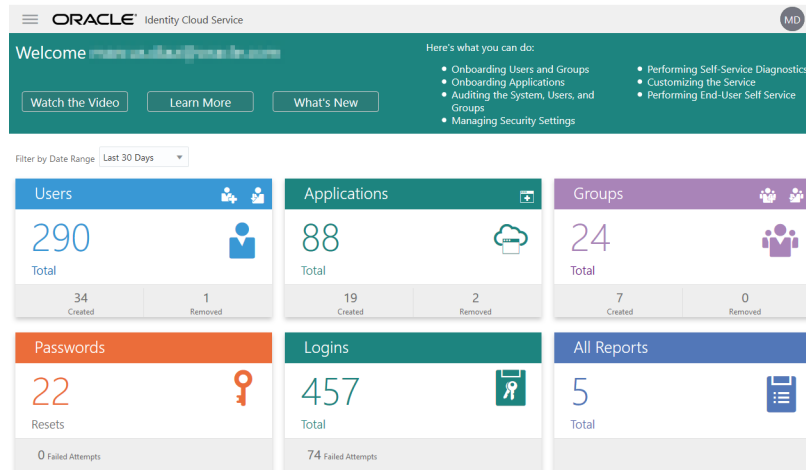 ORACLE® Identity Cloud Service
MD
Welcome
Watch the Video
Learn More
What's New
Here's what you can do:
Onboarding Users and Groups
Onboarding Applications
Auditing the System, Users, and
Groups
Managing Security Settings
Performing Self-Service Diagnostics
Customizing the Service
Performing End-User Self Service
Filter by Date Range Last 30 Days
Users
290
Total
34
Created
1
Removed
Applications
88
Total
19
Created
2
Removed
Groups
24
Total
7
Created
0
Removed
Passwords
22
Resets
0 Failed Attempts
Logins
457
Total
74 Failed Attempts
All Reports
5
Total